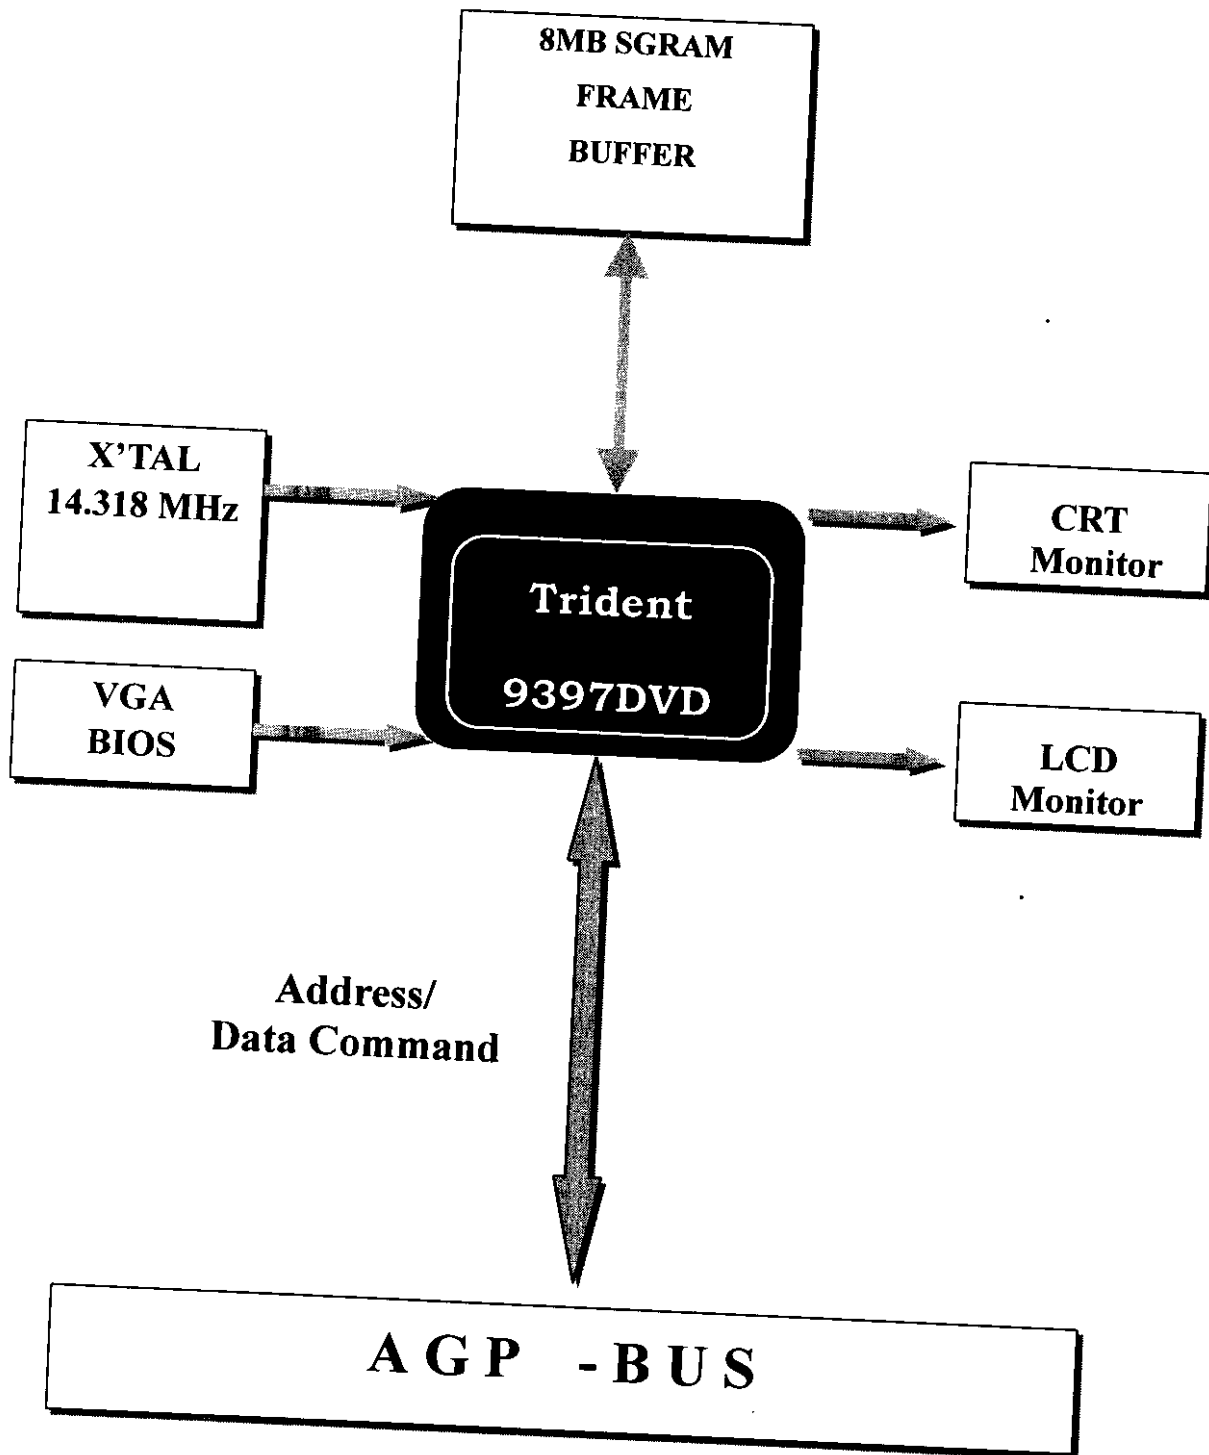 8MB SGRAM
FRAME
BUFFER
X'TAL
14.318 MHz
CRT
Monitor
Trident
9397DVD
VGA
BIOS
LCD
Monitor
Address/
Data Command
AGP -BUS